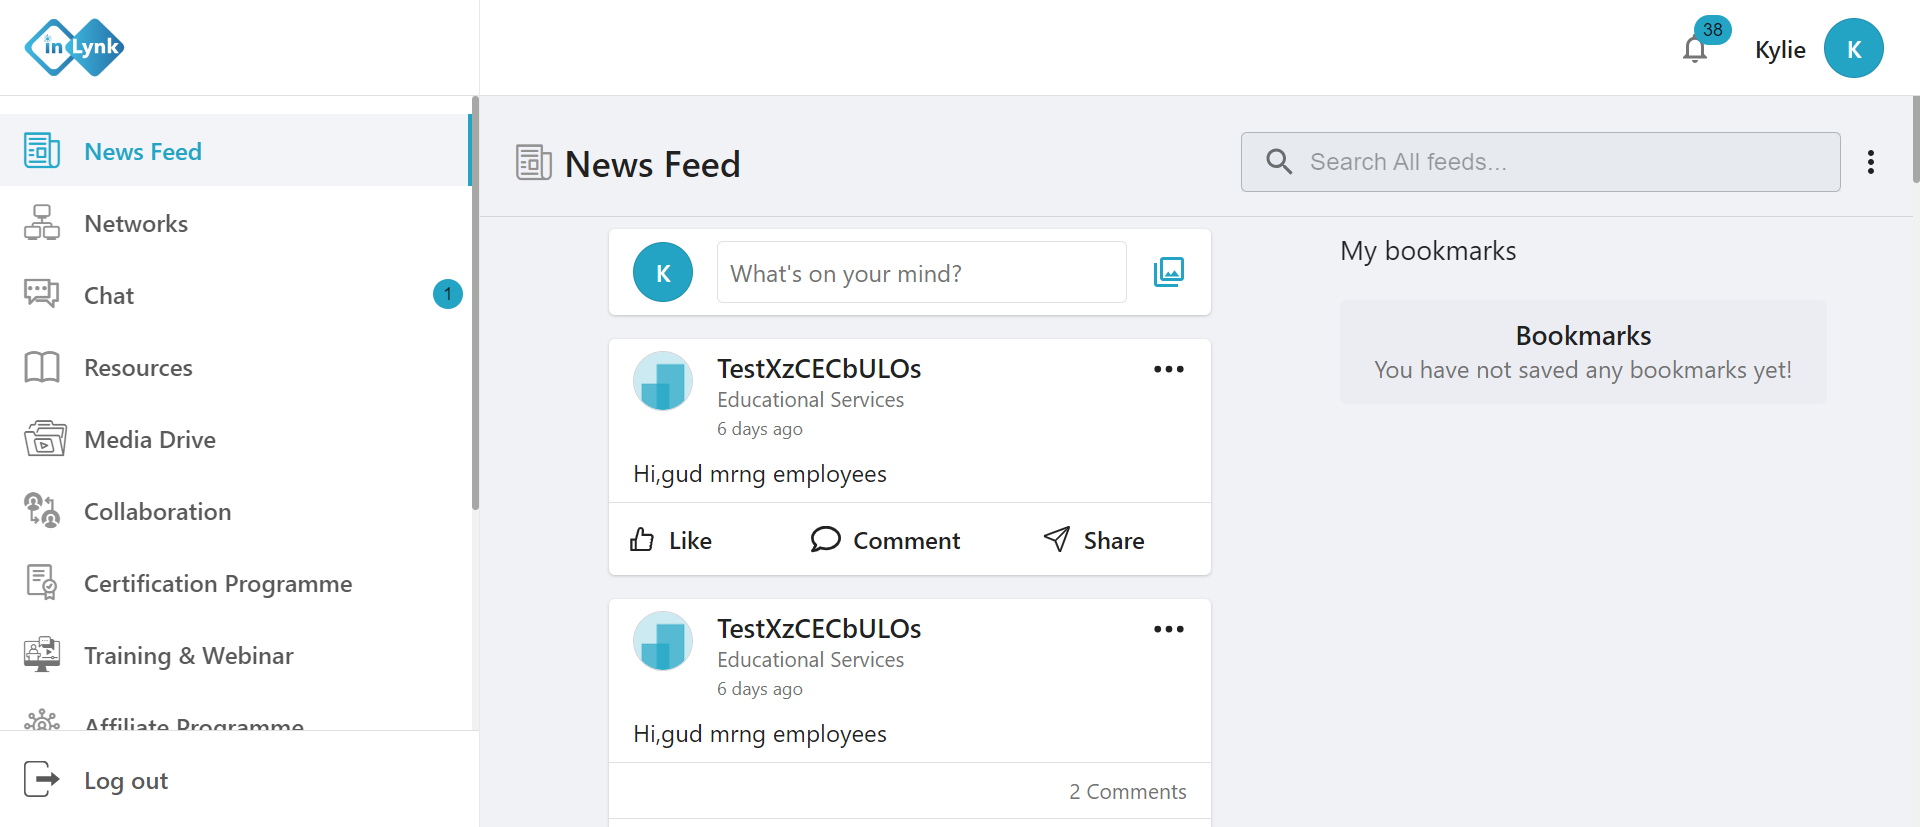 in Lynk
38
Kylie
K
News Feed
Networks
Chat
1
Resources
Media Drive
Collaboration
Certification Programme
Training & Webinar
Affiliate Programme
Log out
News Feed
Search All feeds...
K
What's on your mind?
TestXzCECbULOs
Educational Services
6 days ago
Hi,gud mrng employees
Like
Comment
Share
TestXzCECbULOs
Educational Services
6 days ago
Hi,gud mrng employees
2 Comments
My bookmarks
Bookmarks
You have not saved any bookmarks yet!